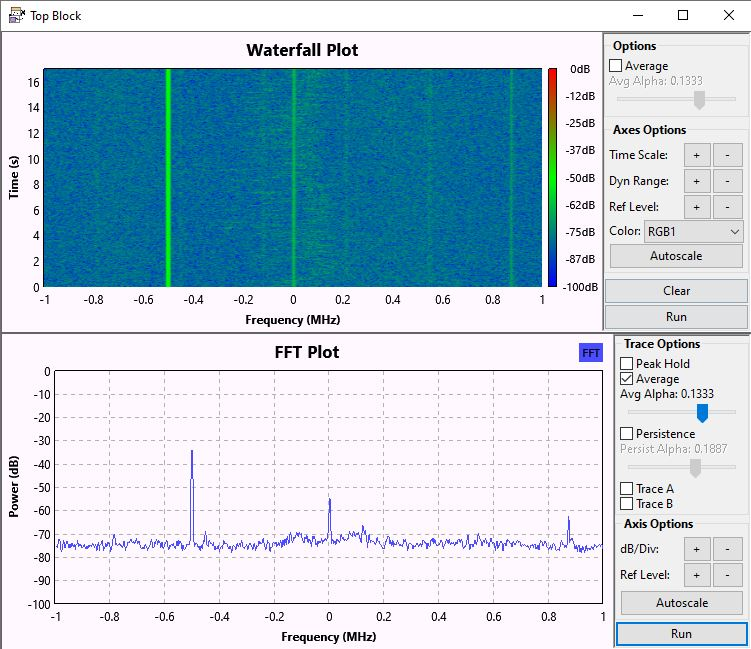 Top Block
Waterfall Plot
16
14
12
10
8
6
4
2
0
Time (s)
-1 -0.8 -0.6 -0.4 -0.2 0 0.2 0.4 0.6 0.8 1
Frequency (MHz)
0dB
-12dB
-25dB
-37dB
-50dB
-62dB
-75dB
-87dB
-100dB
Options
Average
Avg Alpha: 0.1333
Axes Options
Time Scale: + -
Dyn Range: + -
Ref Level: + -
Color: RGB1
Autoscale
Clear
Run
FFT Plot
FFT
0
-10
-20
-30
-40
-50
-60
-70
-80
-90
-100
Power (dB)
-1 -0.8 -0.6 -0.4 -0.2 0 0.2 0.4 0.6 0.8 1
Frequency (MHz)
Trace Options
Peak Hold
Average
Avg Alpha: 0.1333
Persistence
Persist Alpha: 0.1887
Trace A
Trace B
Axis Options
dB/Div: + -
Ref Level: + -
Autoscale
Run